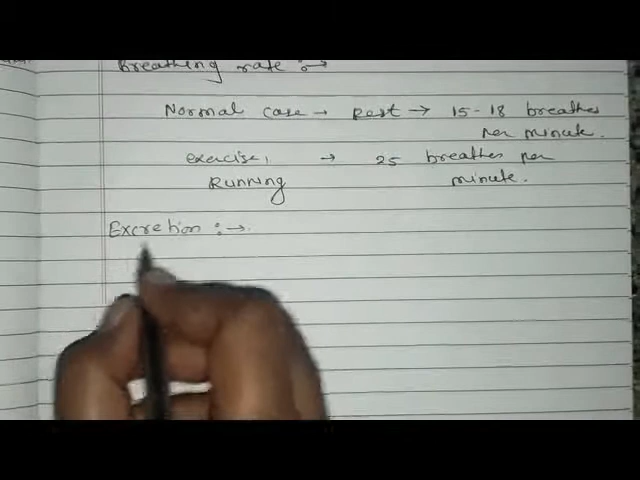 Breathing rate :→
Normal case → Rest → 15-18 breathes
per minute.
exercise, → 25 breathes per
Running minute.
Excretion :→